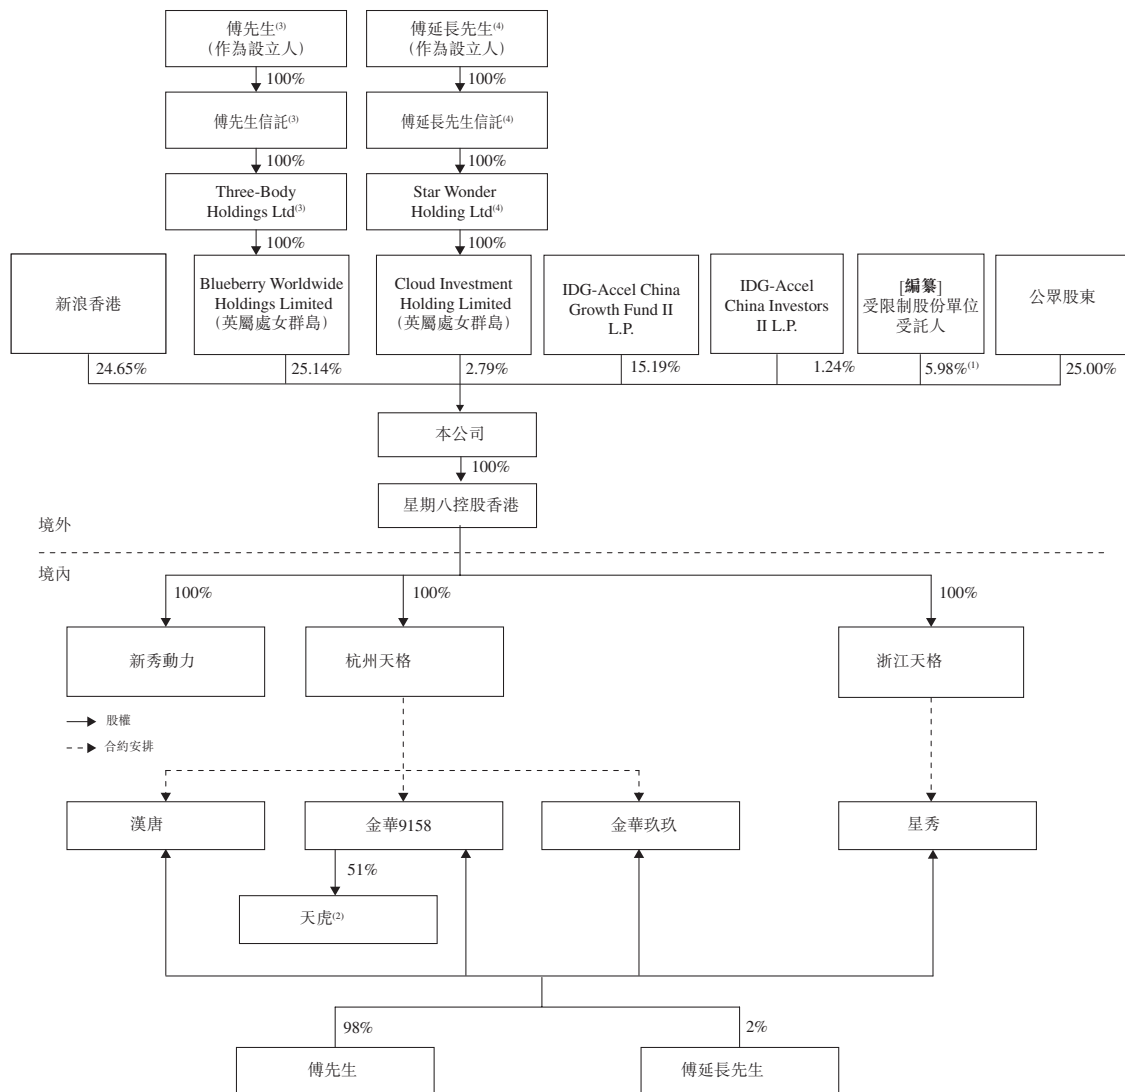 傅先生(3)
(作為設立人)
傅延長先生(4)
(作為設立人)
100%
100%
傅先生信託(3)
傅延長先生信託(4)
100%
100%
Three-Body
Holdings Ltd(3)
Star Wonder
Holding Ltd(4)
100%
100%
新浪香港
Blueberry Worldwide
Holdings Limited
(英屬處女群島)
Cloud Investment
Holding Limited
(英屬處女群島)
IDG-Accel China
Growth Fund II
L.P.
IDG-Accel
China Investors
II L.P.
[編纂]
受限制股份單位
受託人
公眾股東
24.65%
25.14%
2.79%
15.19%
1.24%
5.98%(1)
25.00%
本公司
100%
星期八控股香港
境外
境內
100%
100%
100%
新秀動力
杭州天格
浙江天格
股權
合約安排
漢唐
金華9158
金華玖玖
星秀
51%
天虎(2)
98%
2%
傅先生
傅延長先生